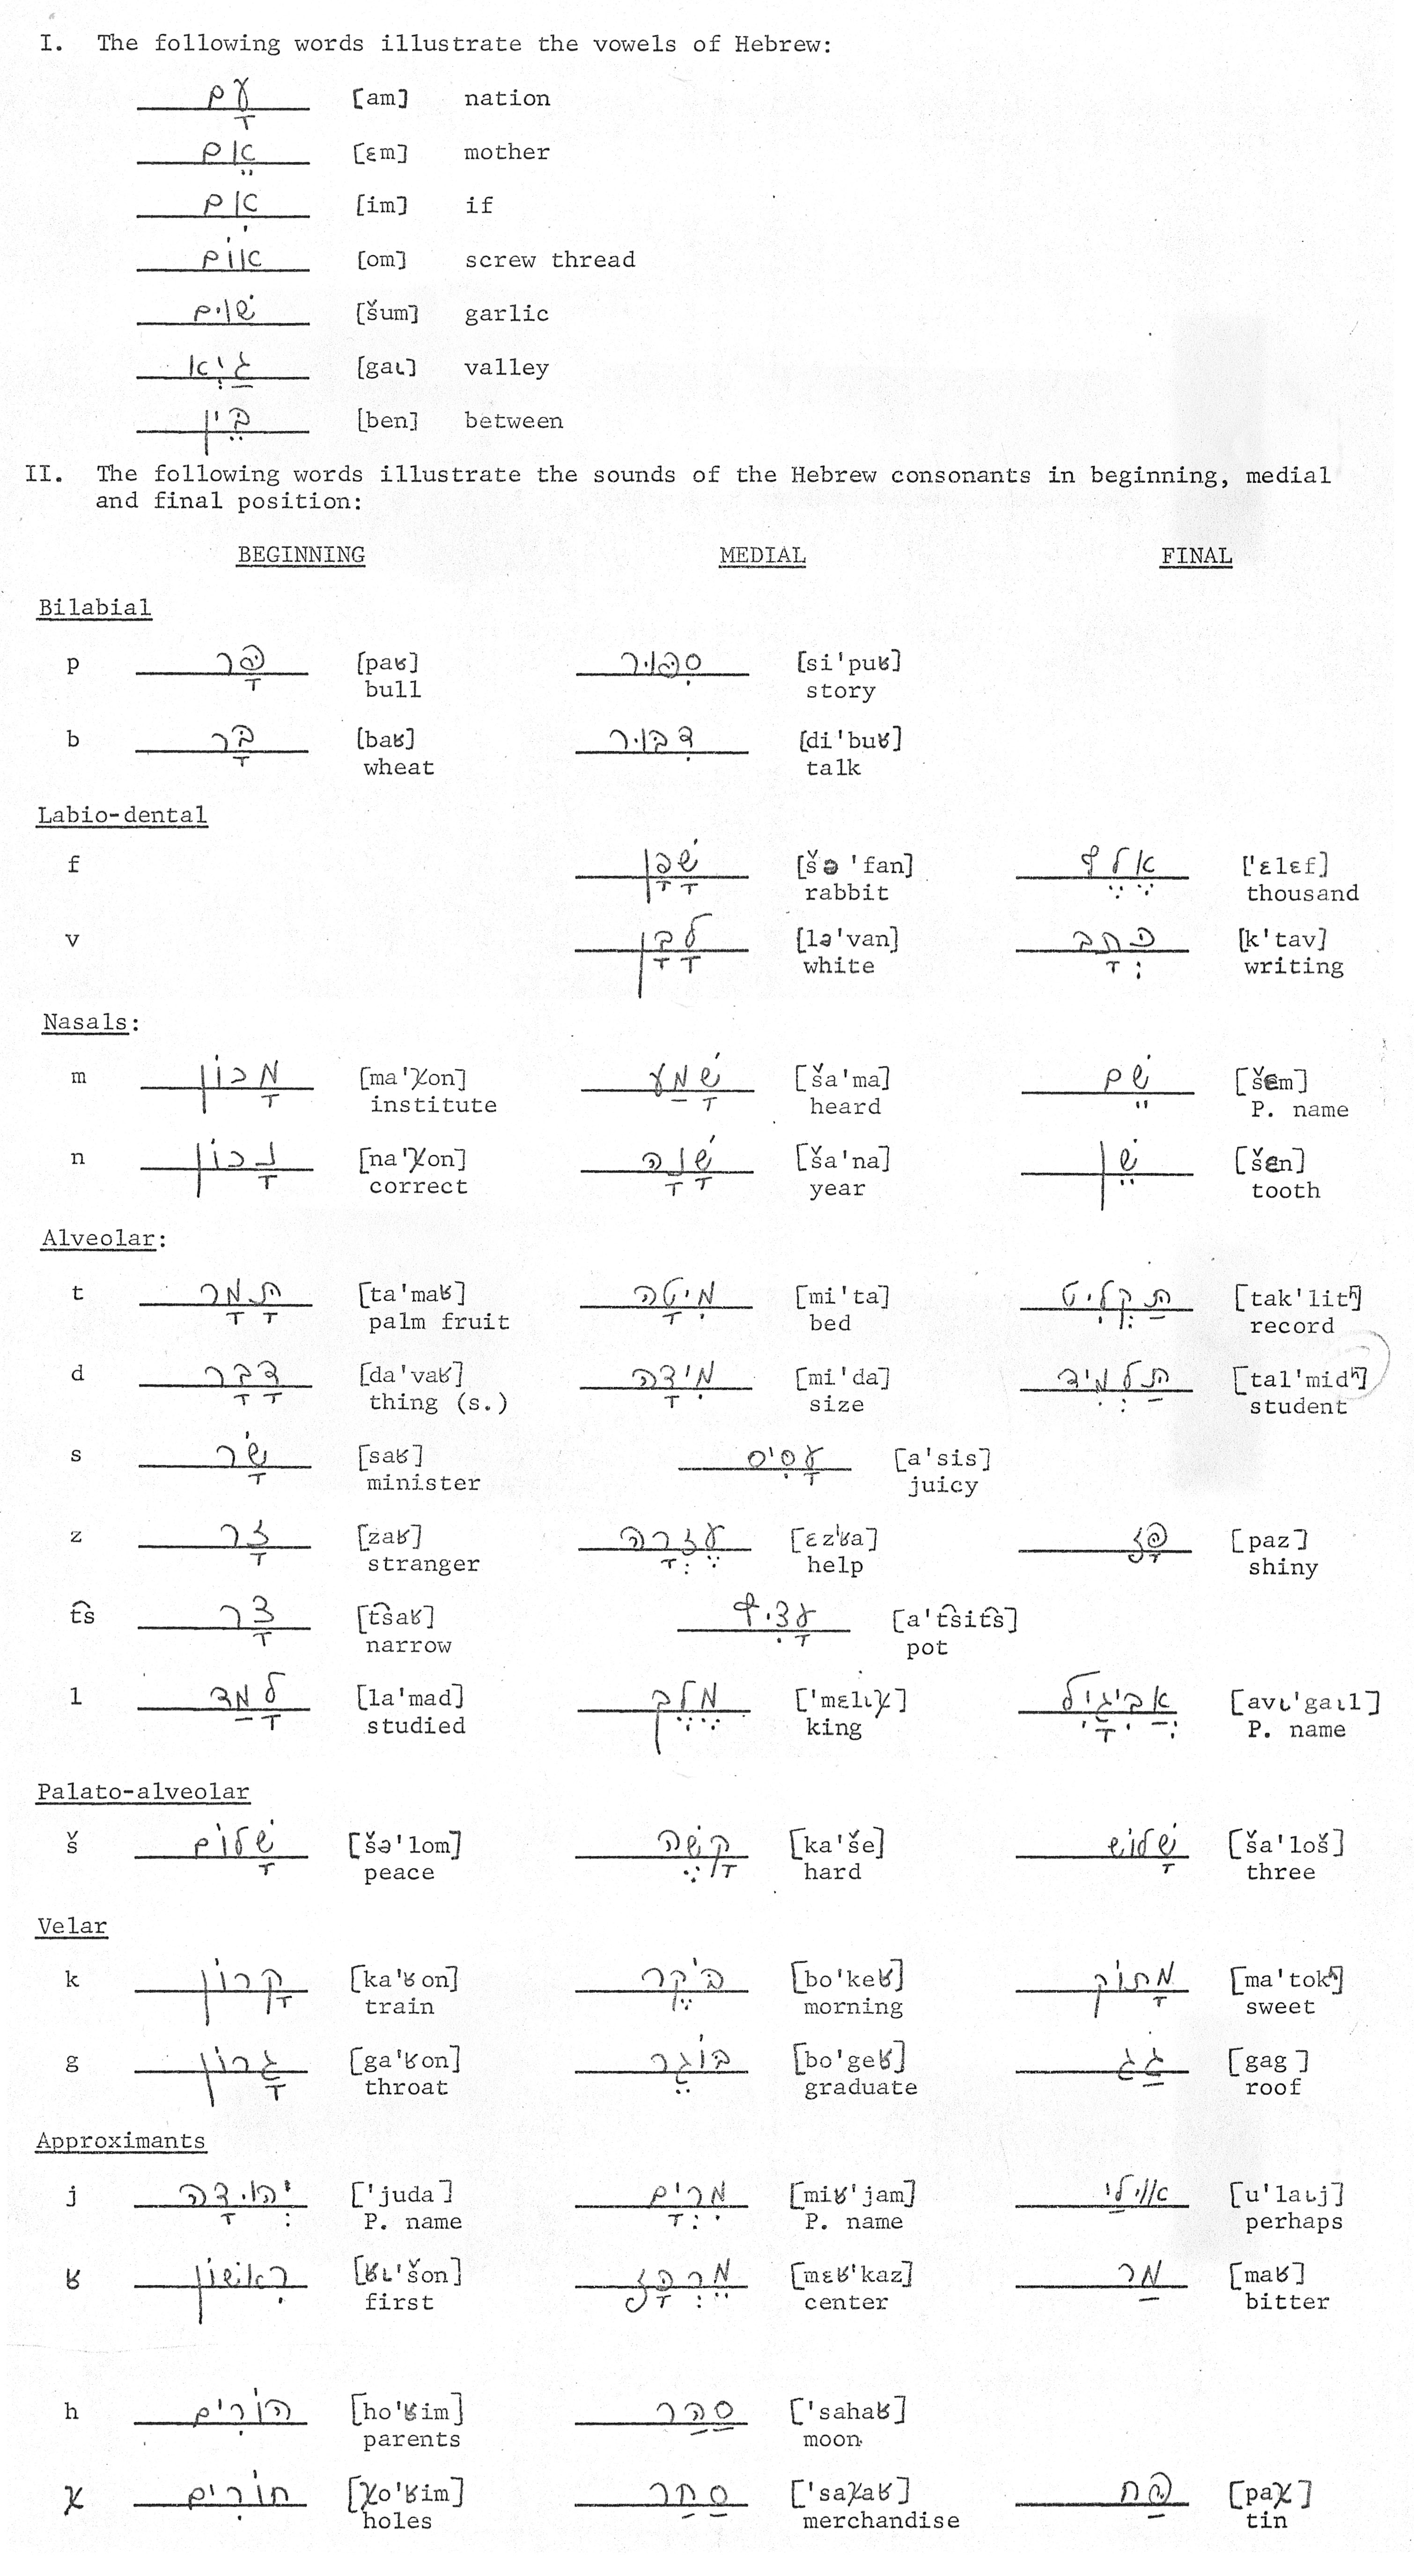 I. The following words illustrate the vowels of Hebrew:
עָם [am] nation
אֵם [ɛm] mother
אִם [im] if
אוֹם [om] screw thread
שׁוּם [šum] garlic
גַיְא [gaɩ] valley
בֵּין [ben] between
II. The following words illustrate the sounds of the Hebrew consonants in beginning, medial
and final position:
BEGINNING MEDIAL FINAL
Bilabial
p פָּר [paʁ] סִפּוּר [si'puʁ]
bull story
b בָּר [baʁ] דִבּוּר [di'buʁ]
wheat talk
Labio-dental
f שָׁפָן [šə'fan] אֶלֶף ['ɛlɛf]
rabbit thousand
v לָבָן [lə'van] כְּתָב [k'tav]
white writing
Nasals:
m מָכוֹן [ma'χon] שָׁמַע [ša'ma] שֵׁם [šɛm]
institute heard P. name
n נָכוֹן [na'χon] שָׁנָה [ša'na] שֵׁן [šɛn]
correct year tooth
Alveolar:
t תָּמָר [ta'maʁ] מִיטָה [mi'ta] תַּקְלִיט [tak'litʰ]
palm fruit bed record
d דָּבָר [da'vaʁ] מִידָה [mi'da] תַּלְמִיד [tal'midʰ]
thing (s.) size student
s שָׂר [saʁ] עָסִיס [a'sis]
minister juicy
z זָר [zaʁ] עֶזְרָה [ɛz'ʁa] פָּז [paz]
stranger help shiny
t͡s צָר [t͡saʁ] עָצִיץ [a't͡sit͡s]
narrow pot
l לָמַד [la'mad] מֶלֶך ['mɛlɩχ] אֲבִיגָיִל [avɩ'gaɩl]
studied king P. name
Palato-alveolar
š שָׁלוֹם [šə'lom] קָשֶׁה [ka'še] שָׁלוֹשׁ [ša'loš]
peace hard three
Velar
k קָרוֹן [ka'ʁon] בֹּקֶר [bo'keʁ] מָתוֹק [ma'tokʰ]
train morning sweet
g גָרוֹן [ga'ʁon] בּוֹגֵר [bo'geʁ] גַג [gag]
throat graduate roof
Approximants
j יְהוּדָה ['juda] מִרְיָם [miʁ'jam] אוּלַי [u'laɩj]
P. name P. name perhaps
ʁ רִאשׁוֹן [ʁɩ'šon] מֶרְכָּז [mɛʁ'kaz] מַר [maʁ]
first center bitter
h הוֹרִים [ho'ʁim] סַהַר ['sahaʁ]
parents moon
χ חוֹרִים [χo'ʁim] סַחַר ['saχaʁ] פַּח [paχ]
holes merchandise tin